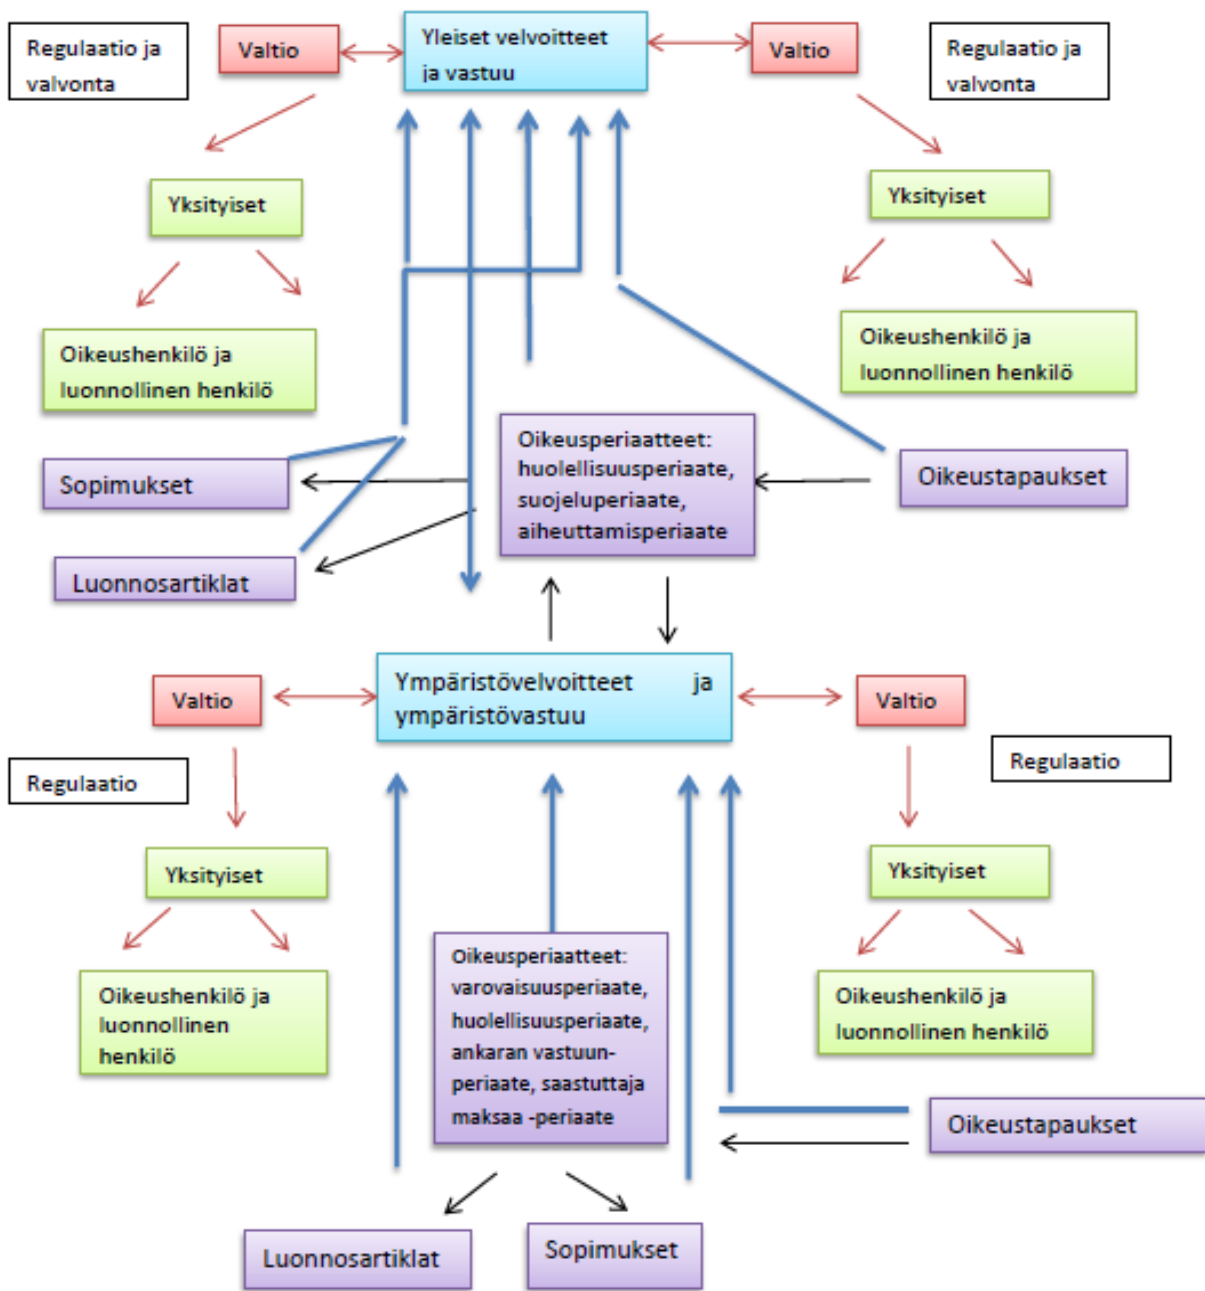 Regulaatio ja
valvonta
Valtio
Yleiset velvoitteet
ja vastuu
Valtio
Regulaatio ja
valvonta
Yksityiset
Yksityiset
Oikeushenkilö ja
luonnollinen henkilö
Oikeushenkilö ja
luonnollinen henkilö
Sopimukset
Oikeusperiaatteet:
huolellisuusperiaate,
suojeluperiaate,
aiheuttamisperiaate
Oikeustapaukset
Luonnosartiklat
Valtio
Ympäristövelvoitteet ja
ympäristövastuu
Valtio
Regulaatio
Regulaatio
Yksityiset
Yksityiset
Oikeushenkilö ja
luonnollinen
henkilö
Oikeusperiaatteet:
varovaisuusperiaate,
huolellisuusperiaate,
ankaran vastuun-
periaate, saastuttaja
maksaa -periaate
Oikeushenkilö ja
luonnollinen henkilö
Oikeustapaukset
Luonnosartiklat
Sopimukset